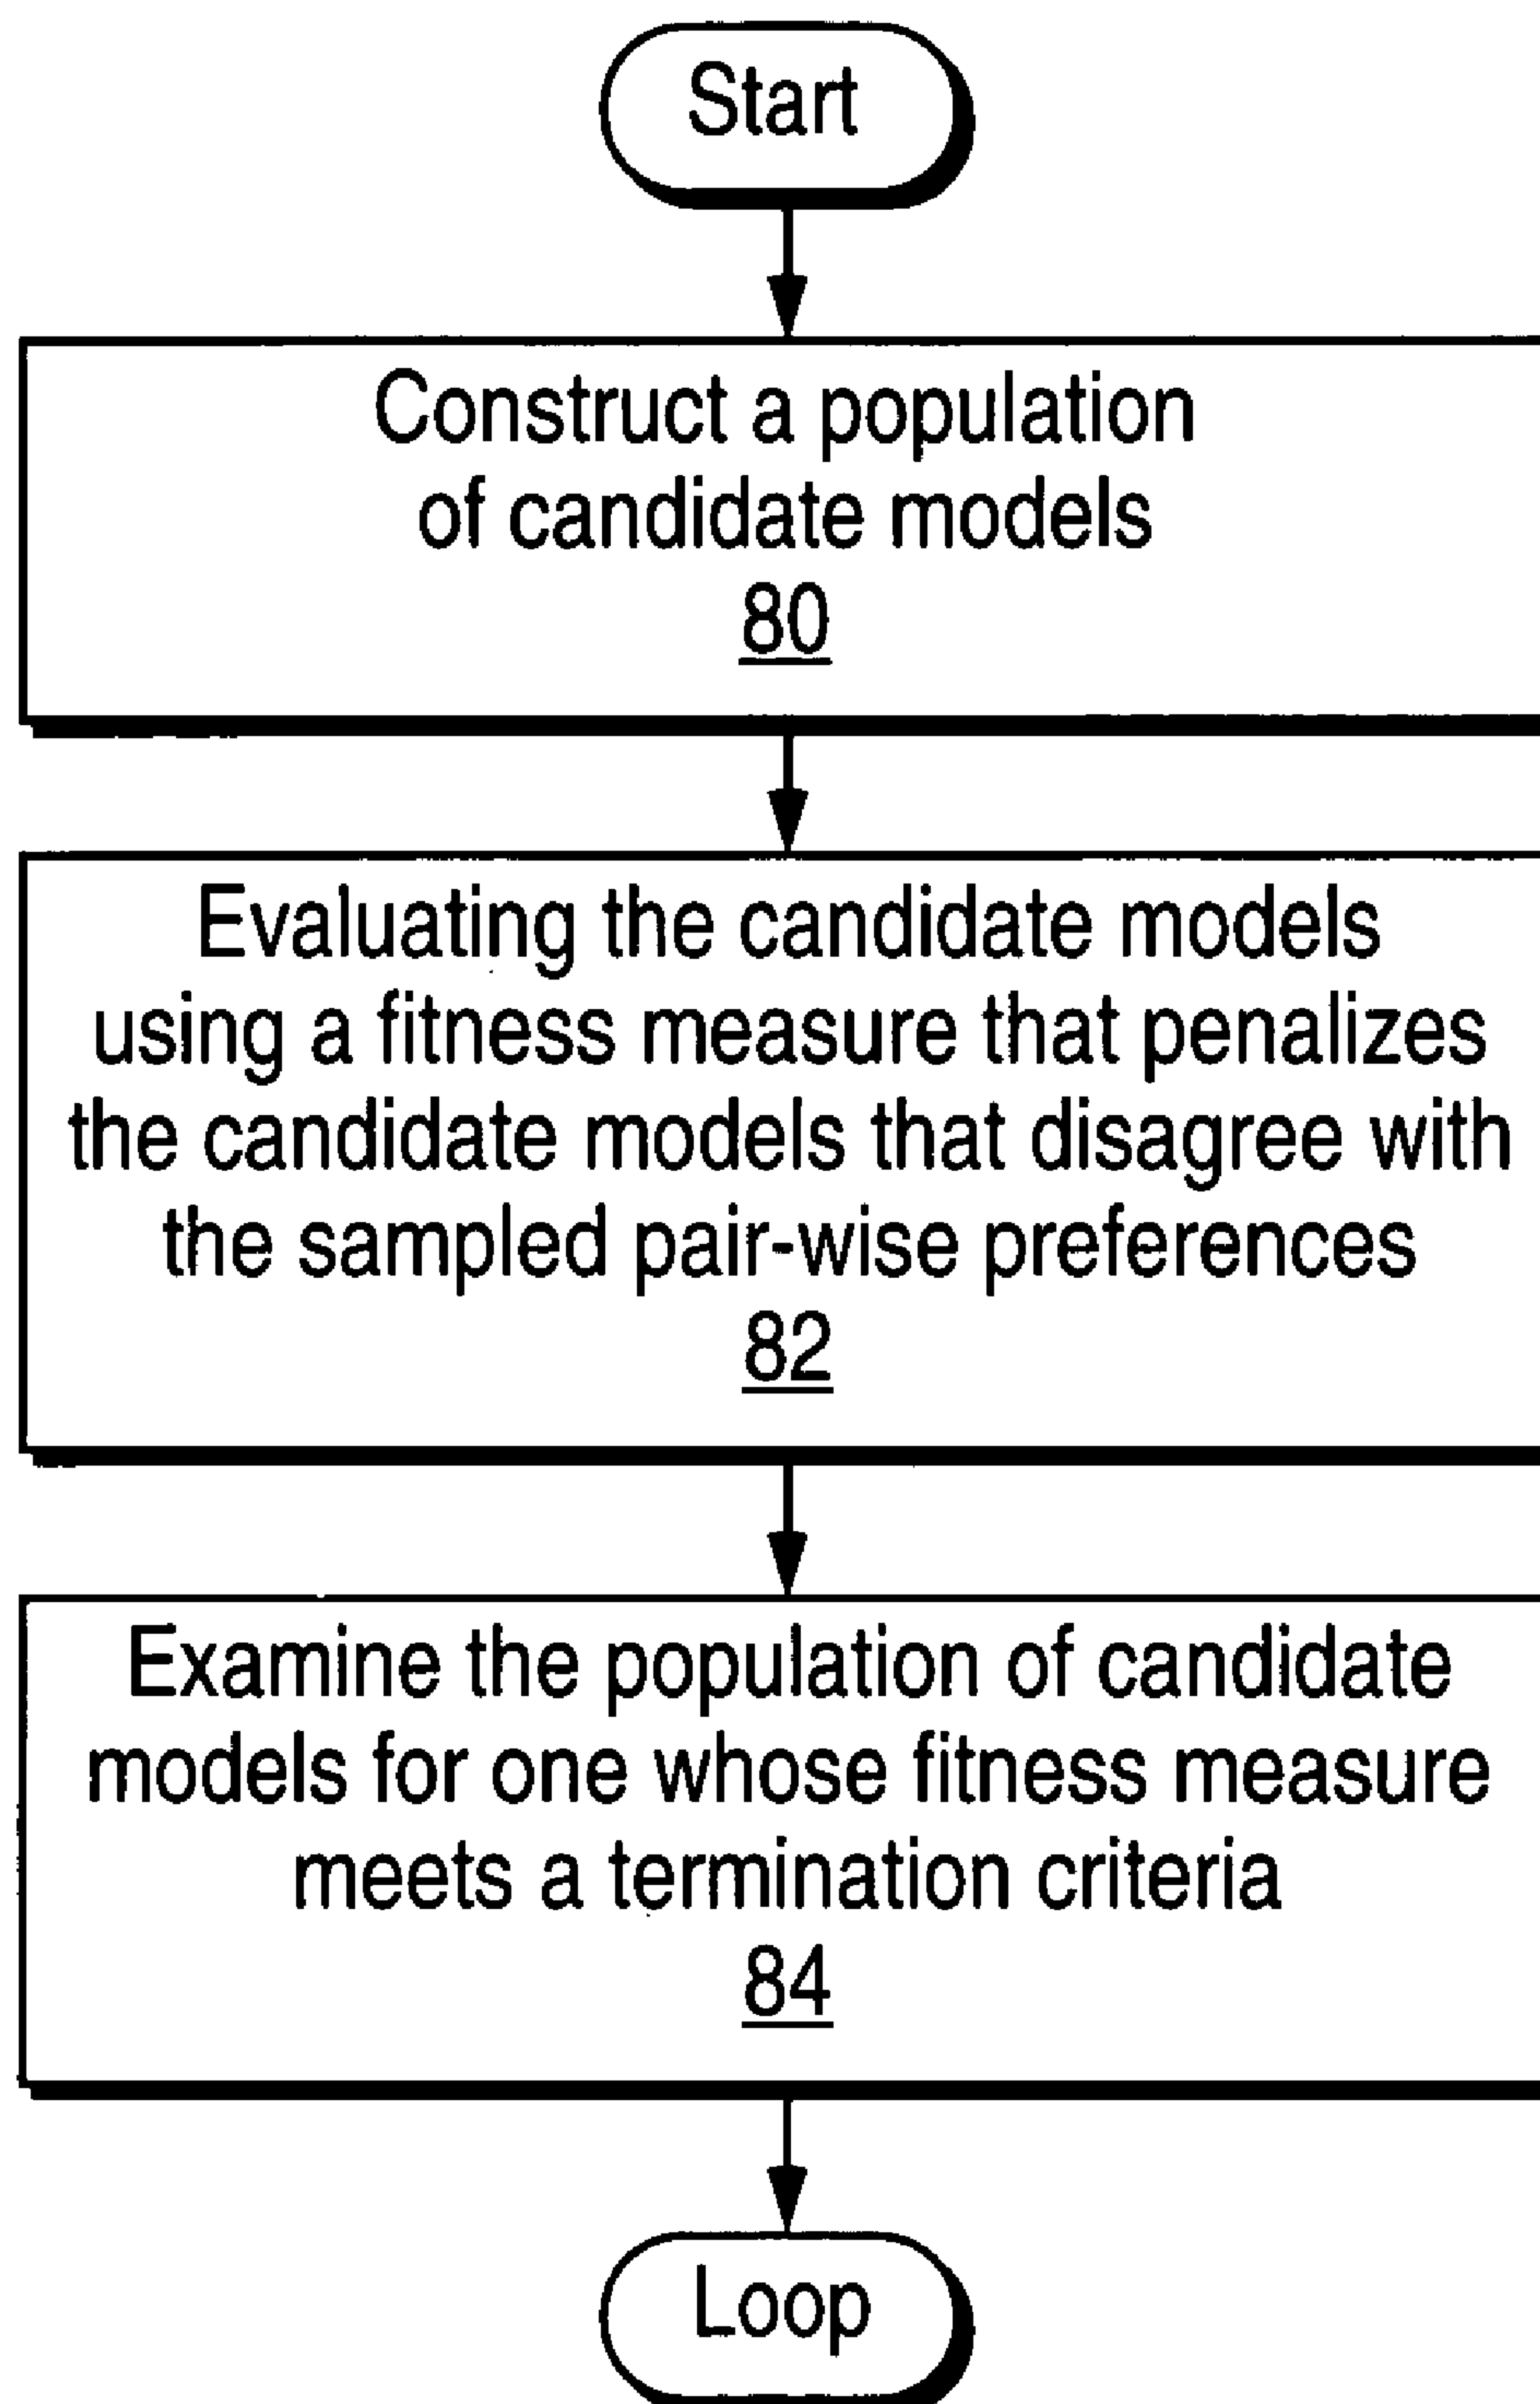 Start
Construct a population
of candidate models
80
Evaluating the candidate models
using a fitness measure that penalizes
the candidate models that disagree with
the sampled pair-wise preferences
82
Examine the population of candidate
models for one whose fitness measure
meets a termination criteria
84
Loop